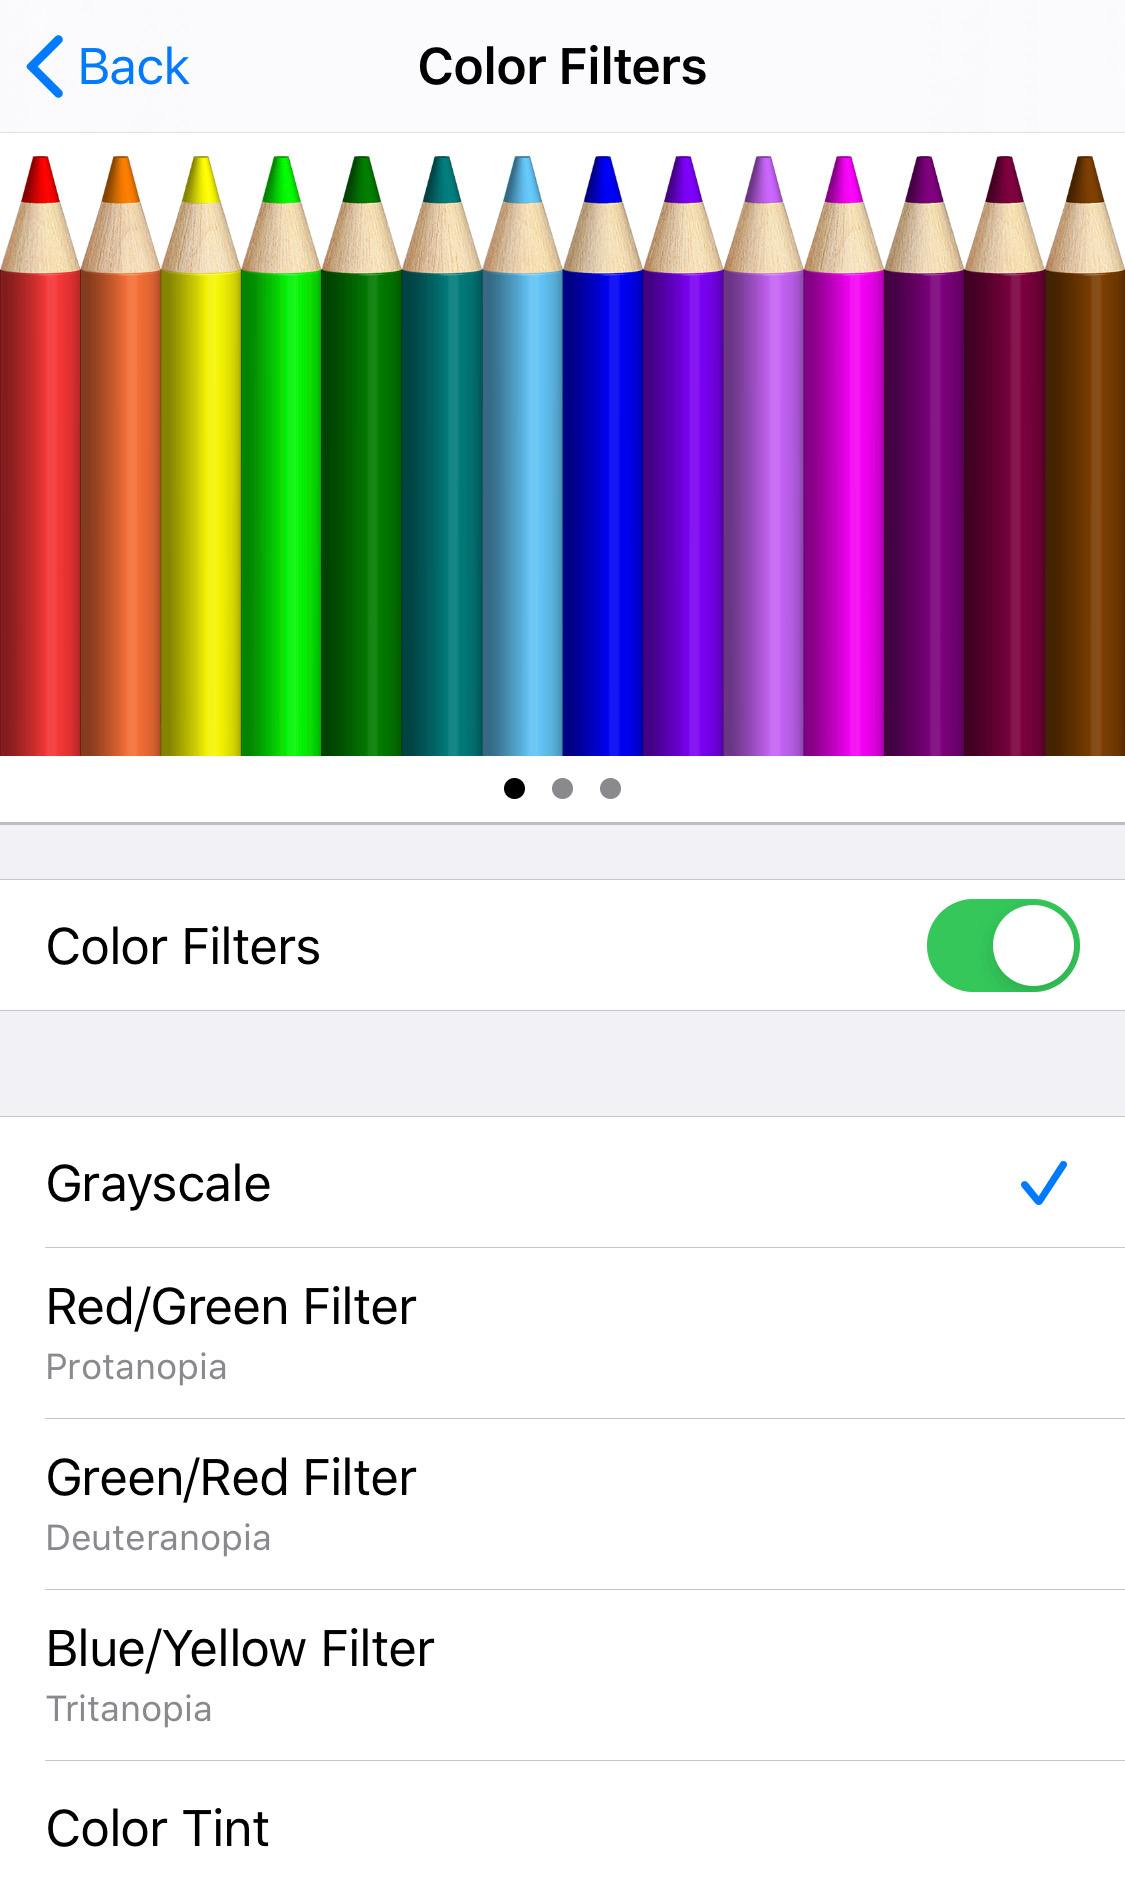 Back
Color Filters
Color Filters
Grayscale
Red/Green Filter
Protanopia
Green/Red Filter
Deuteranopia
Blue/Yellow Filter
Tritanopia
Color Tint